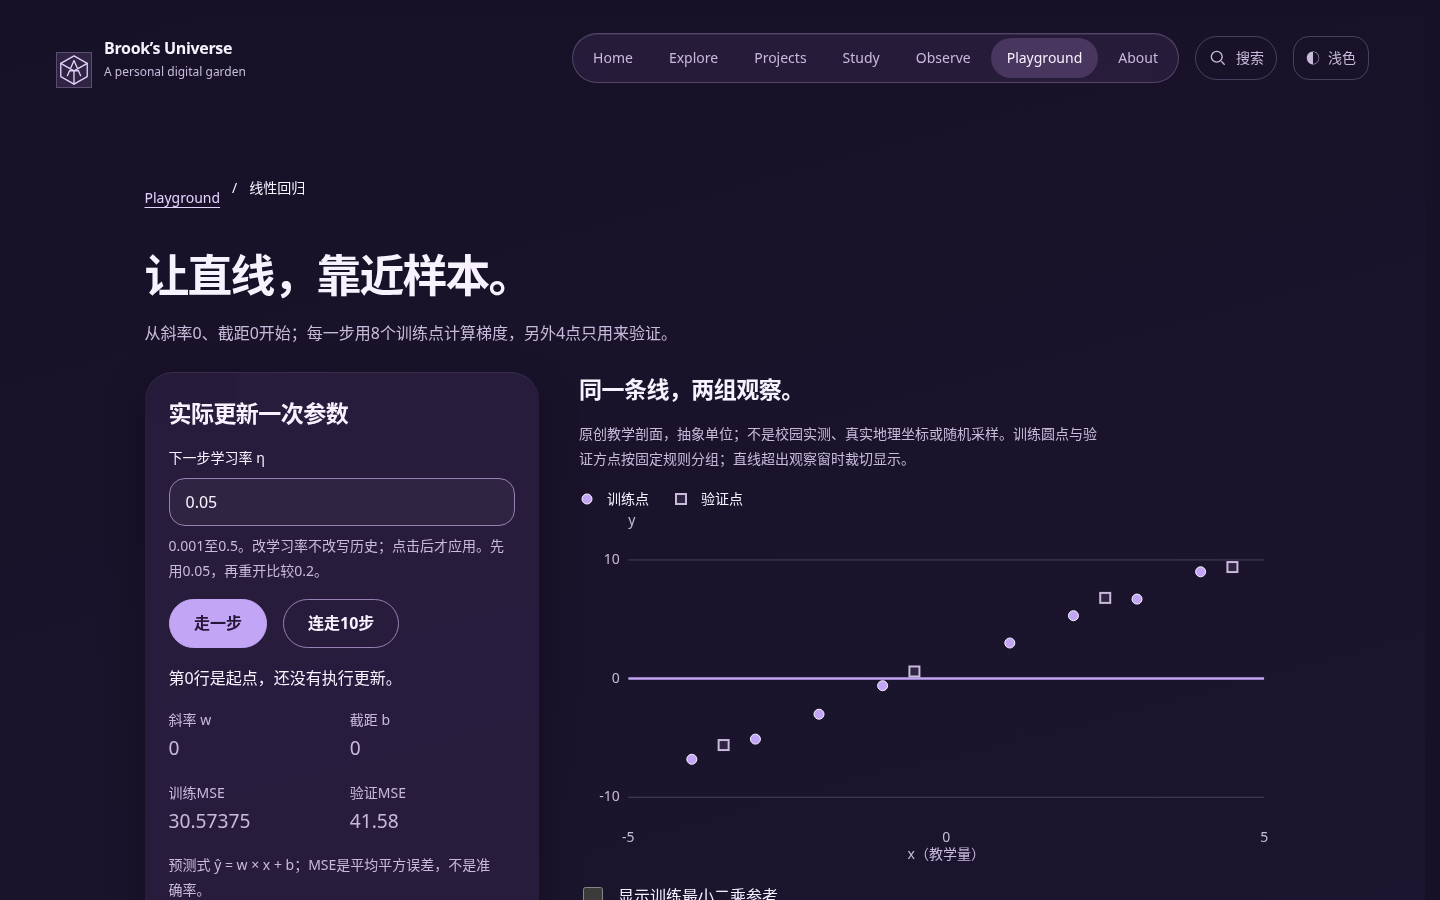 Brook’s Universe
A personal digital garden
Home Explore Projects Study Observe Playground About 搜索 浅色
Playground / 线性回归
让直线，靠近样本。
从斜率0、截距0开始；每一步用8个训练点计算梯度，另外4点只用来验证。
实际更新一次参数
下一步学习率 η
0.05
0.001至0.5。改学习率不改写历史；点击后才应用。先
用0.05，再重开比较0.2。
走一步 连走10步
第0行是起点，还没有执行更新。
斜率 w 截距 b
0 0
训练MSE 验证MSE
30.57375 41.58
预测式 ŷ = w × x + b；MSE是平均平方误差，不是准
确率。
同一条线，两组观察。
原创教学剖面，抽象单位；不是校园实测、真实地理坐标或随机采样。训练圆点与验
证方点按固定规则分组；直线超出观察窗时裁切显示。
训练点 验证点
y
10
0
-10
-5 0 5
x（教学量）
显示训练最小二乘参考